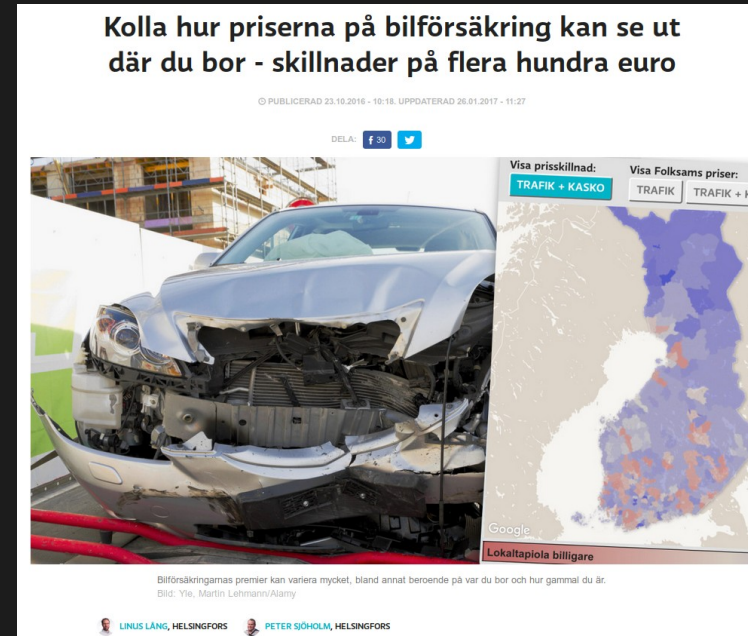 Kolla hur priserna på bilförsäkring kan se ut
där du bor - skillnader på flera hundra euro
PUBLICERAD 23.10.2016 - 10:18. UPPDATERAD 26.01.2017 - 11:27
DELA: 30
Visa prisskillnad: Visa Folksams priser:
TRAFIK + KASKO TRAFIK TRAFIK + K
Google
Lokaltapiola billigare
Bilförsäkringarnas premier kan variera mycket, bland annat beroende på var du bor och hur gammal du är.
Bild: Yle, Martin Lehmann/Alamy
LINUS LÅNG, HELSINGFORS PETER SJÖHOLM, HELSINGFORS